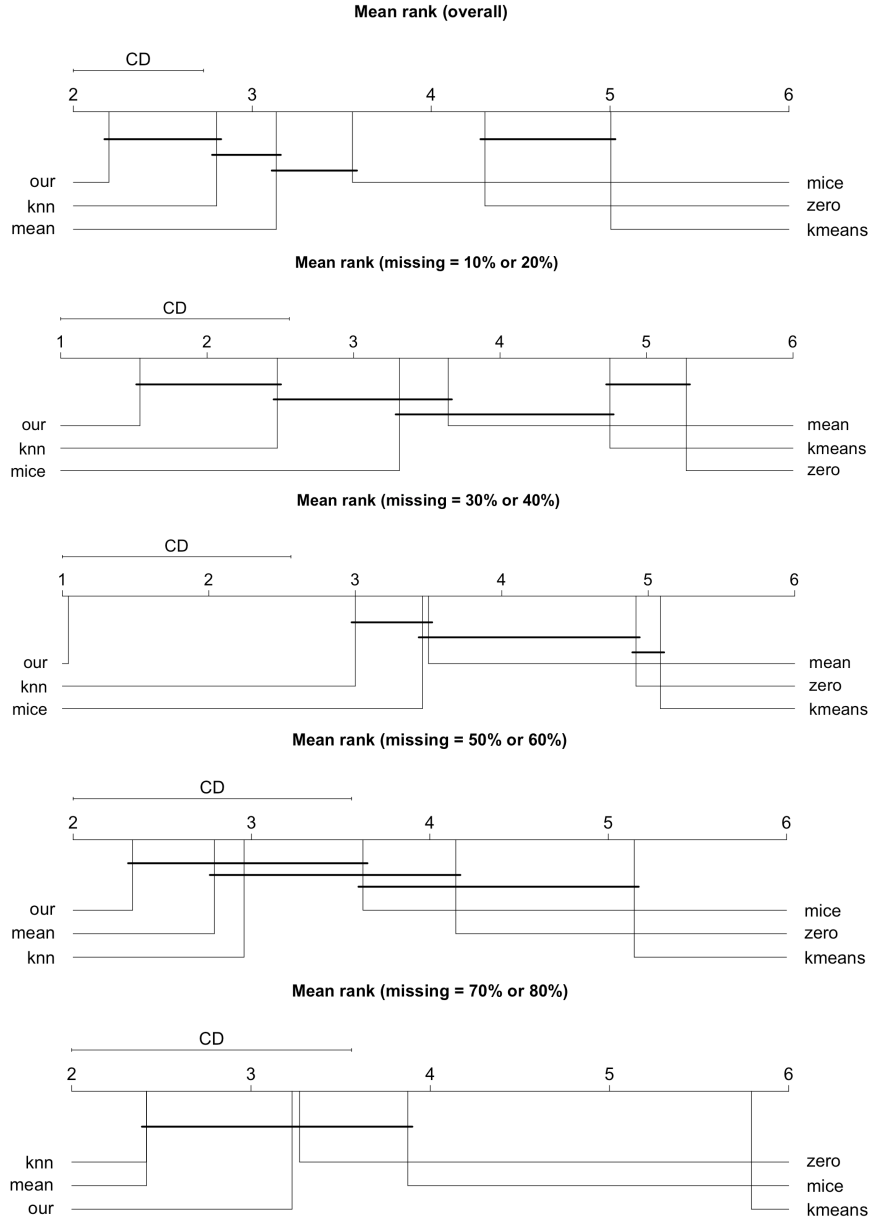 Mean rank (overall)
CD
2 3 4 5 6
our mice
knn zero
mean kmeans
Mean rank (missing = 10% or 20%)
CD
1 2 3 4 5 6
our mean
knn kmeans
mice zero
Mean rank (missing = 30% or 40%)
CD
1 2 3 4 5 6
our mean
knn zero
mice kmeans
Mean rank (missing = 50% or 60%)
CD
2 3 4 5 6
our mice
mean zero
knn kmeans
Mean rank (missing = 70% or 80%)
CD
2 3 4 5 6
knn zero
mean mice
our kmeans